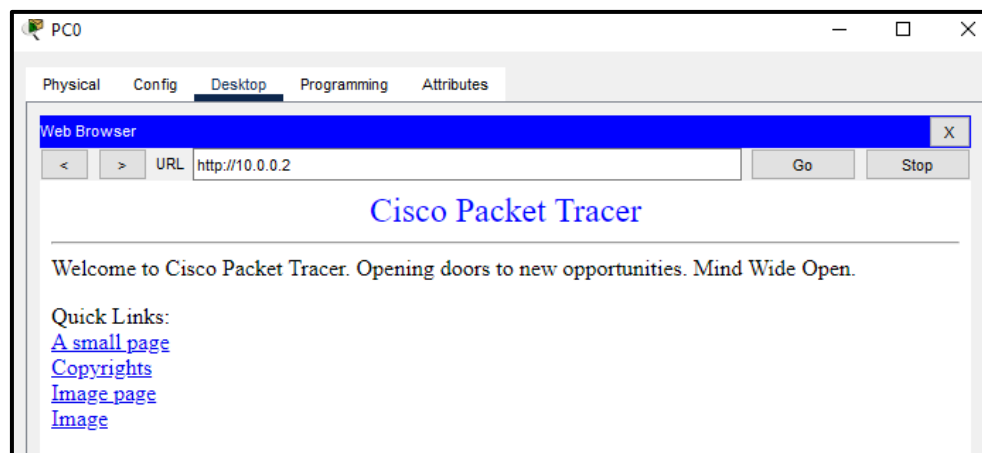 PC0
Physical Config Desktop Programming Attributes
Web Browser X
< > URL http://10.0.0.2 Go Stop
Cisco Packet Tracer
Welcome to Cisco Packet Tracer. Opening doors to new opportunities. Mind Wide Open.
Quick Links:
A small page
Copyrights
Image page
Image